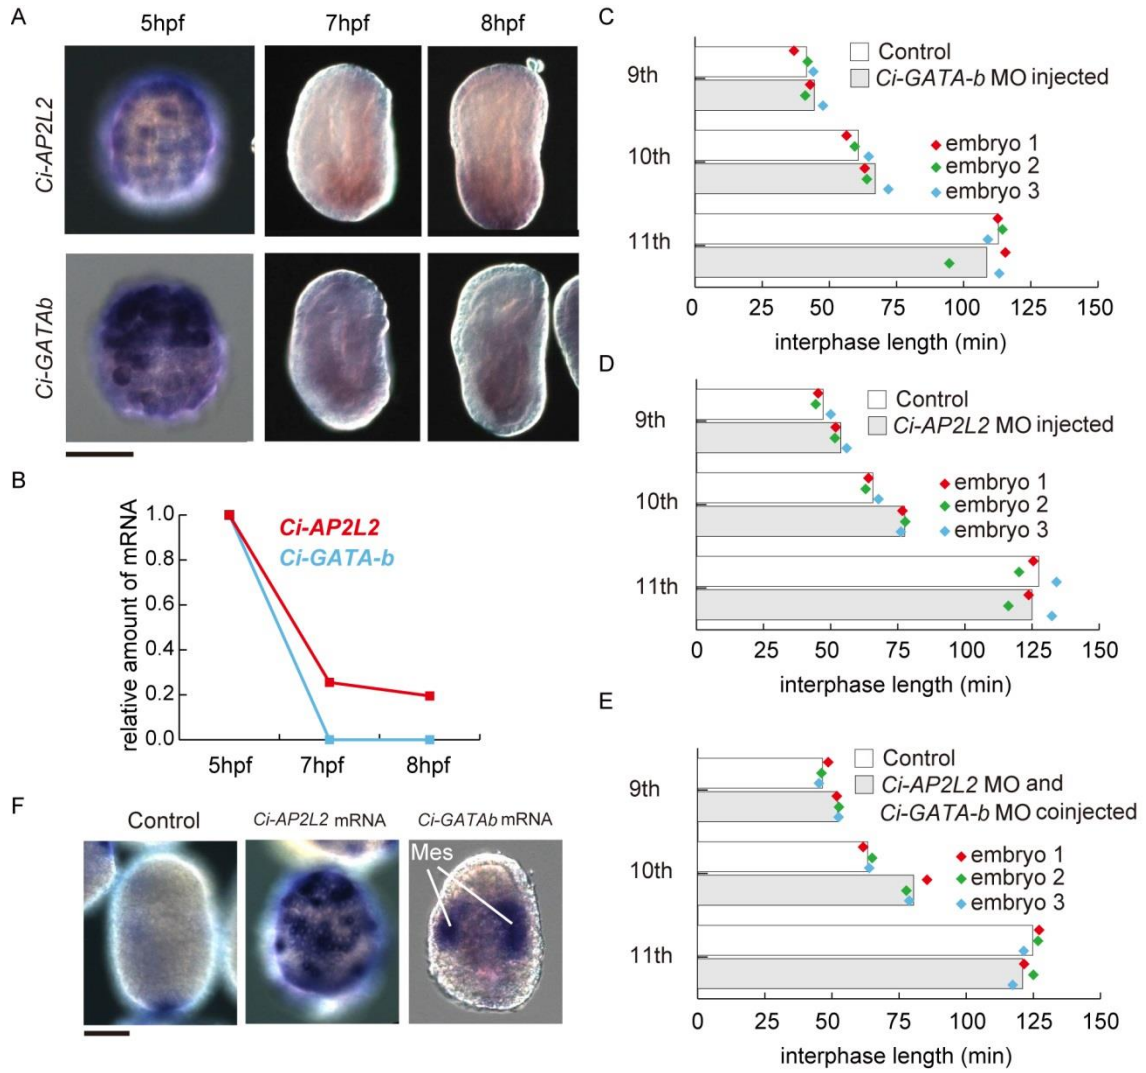 A
5hpf
7hpf
8hpf
Ci-AP2L2
Ci-GATAb
B
relative amount of mRNA
1.0
0.8
0.6
0.4
0.2
0.0
Ci-AP2L2
Ci-GATA-b
5hpf
7hpf
8hpf
F
Control
Ci-AP2L2 mRNA
Ci-GATAb mRNA
Mes
C
Control
Ci-GATA-b MO injected
9th
10th
11th
embryo 1
embryo 2
embryo 3
0 25 50 75 100 125 150
interphase length (min)
D
Control
Ci-AP2L2 MO injected
9th
10th
11th
embryo 1
embryo 2
embryo 3
0 25 50 75 100 125 150
interphase length (min)
E
Control
Ci-AP2L2 MO and
Ci-GATA-b MO coinjected
9th
10th
11th
embryo 1
embryo 2
embryo 3
0 25 50 75 100 125 150
interphase length (min)